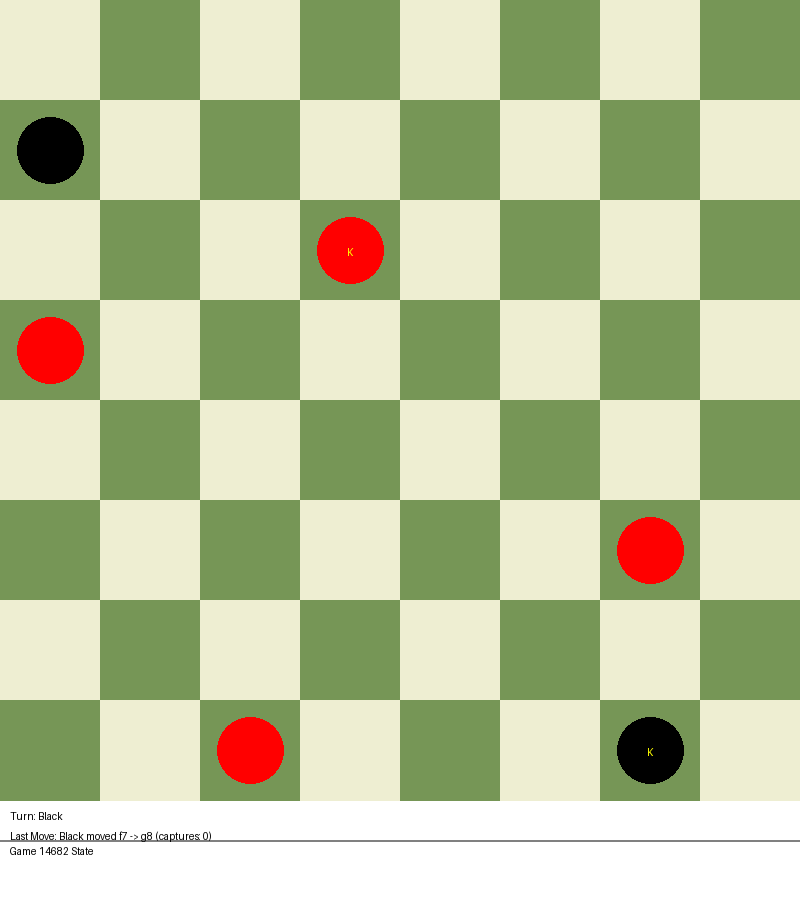 K
K
Turn: Black
Last Move: Black moved f7 -> g8 (captures: 0)
Game 14682 State